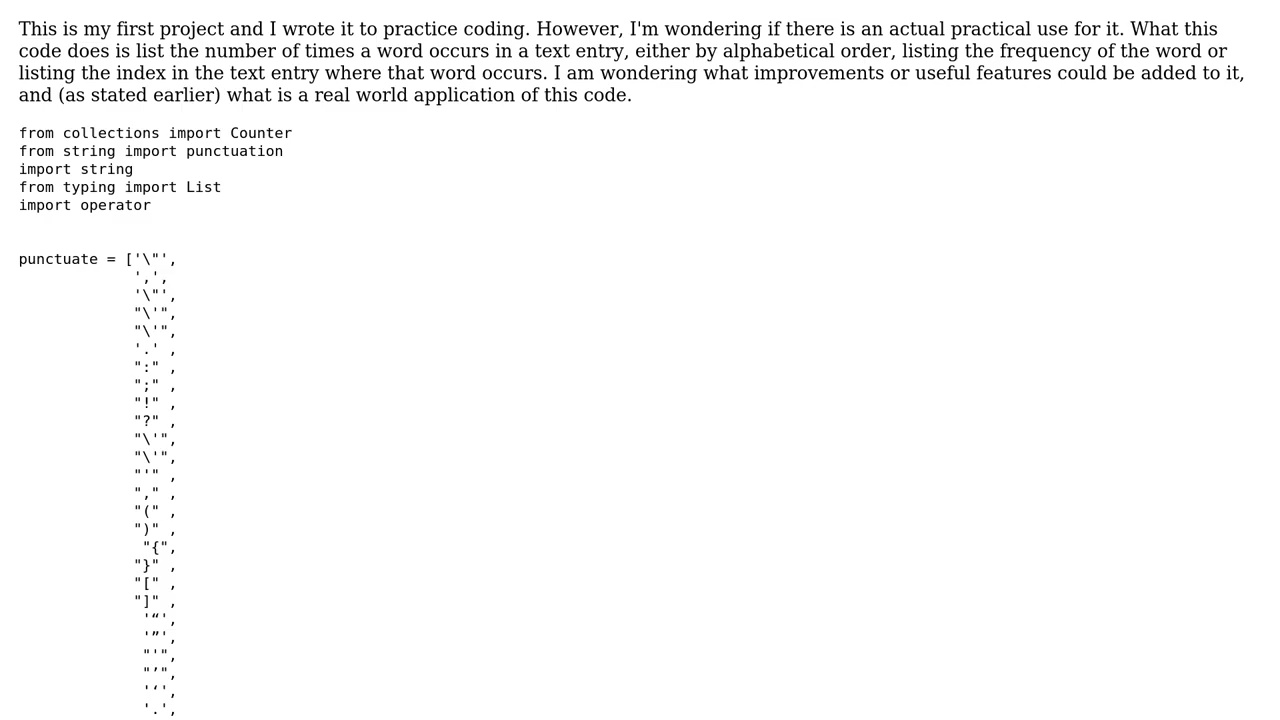 This is my first project and I wrote it to practice coding. However, I'm wondering if there is an actual practical use for it. What this
code does is list the number of times a word occurs in a text entry, either by alphabetical order, listing the frequency of the word or
listing the index in the text entry where that word occurs. I am wondering what improvements or useful features could be added to it,
and (as stated earlier) what is a real world application of this code.
from collections import Counter
from string import punctuation
import string
from typing import List
import operator
punctuate = ['\"',
',',
'\"',
"\'",
"\'",
'.' ,
":" ,
";" ,
"!" ,
"?" ,
"\'",
"\'",
"'" ,
"," ,
"(" ,
")" ,
"{",
"}" ,
"[" ,
"]" ,
'“',
'”',
"'",
"’",
'‘',
'.',